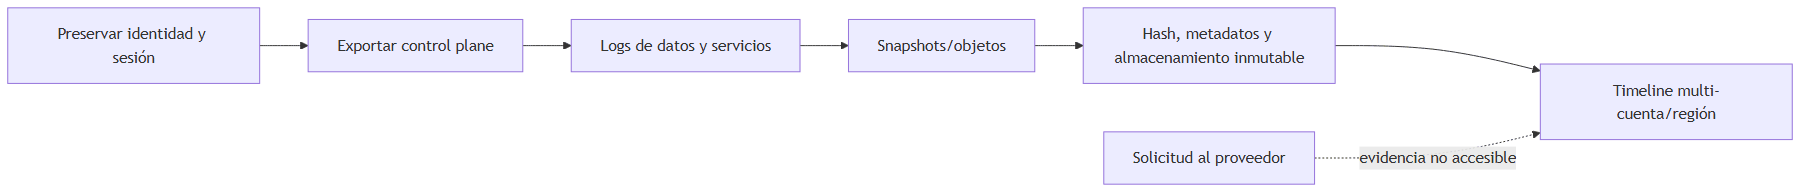 Preservar identidad y
sesión
Exportar control plane
Logs de datos y servicios
Snapshots/objetos
Hash, metadatos y
almacenamiento inmutable
Timeline multi-
cuenta/región
Solicitud al proveedor
evidencia no accesible